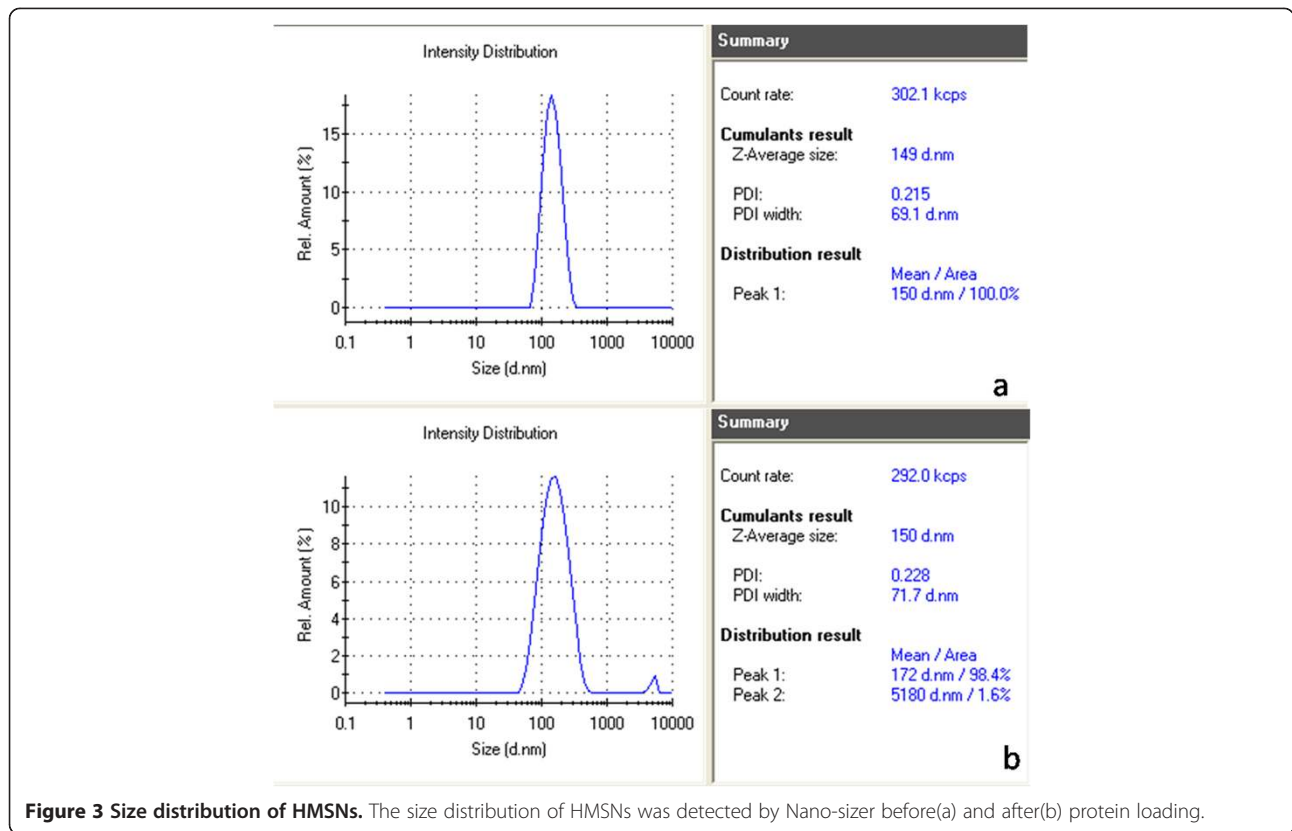 Intensity Distribution
Rel. Amount (%)
15
10
5
0
0.1 1 10 100 1000 10000
Size (d.nm)
Summary
Count rate: 302.1 kcps
Cumulants result
Z-Average size: 149 d.nm
PDI: 0.215
PDI width: 69.1 d.nm
Distribution result
Mean / Area
Peak 1: 150 d.nm / 100.0%
a
Intensity Distribution
Rel. Amount (%)
10
8
6
4
2
0
0.1 1 10 100 1000 10000
Size (d.nm)
Summary
Count rate: 292.0 kcps
Cumulants result
Z-Average size: 150 d.nm
PDI: 0.228
PDI width: 71.7 d.nm
Distribution result
Mean / Area
Peak 1: 172 d.nm / 98.4%
Peak 2: 5180 d.nm / 1.6%
b
Figure 3 Size distribution of HMSNs. The size distribution of HMSNs was detected by Nano-sizer before(a) and after(b) protein loading.